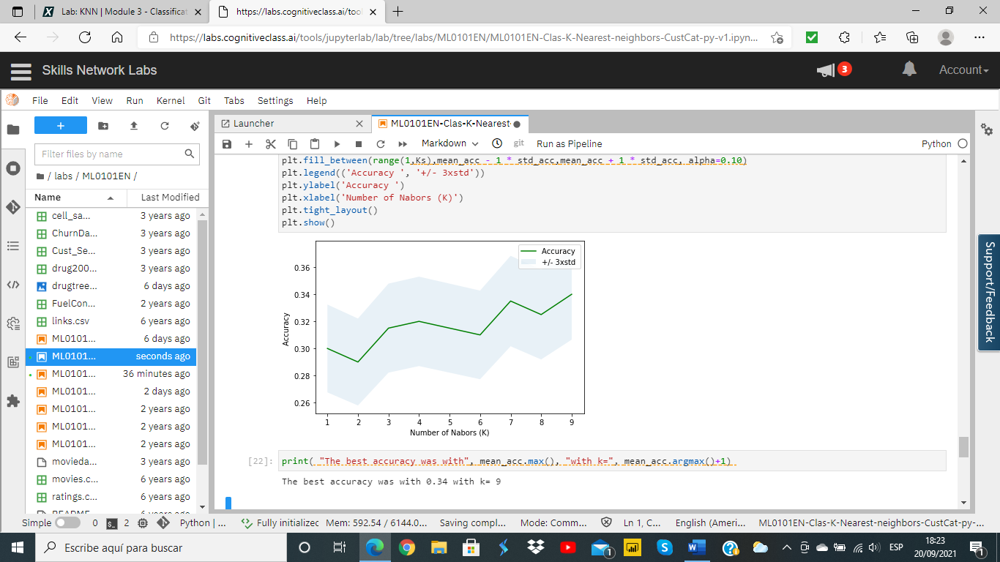 Lab: KNN | Module 3 - Classificat
https://labs.cognitiveclass.ai/too
https://labs.cognitiveclass.ai/tools/jupyterlab/lab/tree/labs/ML0101EN/ML0101EN-Clas-K-Nearest-neighbors-CustCat-py-v1.ipyn...
Skills Network Labs
3
Account
File Edit View Run Kernel Git Tabs Settings Help
Launcher
ML0101EN-Clas-K-Nearest-
Filter files by name
/ labs / ML0101EN /
Name Last Modified
cell_sa... 3 years ago
ChurnDa... 3 years ago
Cust_Se... 3 years ago
drug200... 3 years ago
drugtree... 6 days ago
FuelCon... 2 years ago
links.csv 6 years ago
ML0101... 6 days ago
ML0101... seconds ago
ML0101... 36 minutes ago
ML0101... 2 days ago
ML0101... 2 years ago
ML0101... 2 years ago
ML0101... 2 years ago
movieda... 3 years ago
movies.c... 6 years ago
ratings.c... 6 years ago
Markdown
git
Run as Pipeline
Python
plt.fill_between(range(1,Ks),mean_acc - 1 * std_acc,mean_acc + 1 * std_acc, alpha=0.10)
plt.legend(('Accuracy ', '+/- 3xstd'))
plt.ylabel('Accuracy ')
plt.xlabel('Number of Nabors (K)')
plt.tight_layout()
plt.show()
Accuracy
+/- 3xstd
0.36
0.34
0.32
0.30
0.28
0.26
Accuracy
1 2 3 4 5 6 7 8 9
Number of Nabors (K)
[22]: print( "The best accuracy was with", mean_acc.max(), "with k=", mean_acc.argmax()+1)
The best accuracy was with 0.34 with k= 9
Support/Feedback
Simple 0 2 Python | ... Fully initialized Mem: 592.54 / 6144.0... Saving compl... Mode: Comm... Ln 1, C... English (Ameri... ML0101EN-Clas-K-Nearest-neighbors-CustCat-py-...
Escribe aquí para buscar
1
ESP
18:23
20/09/2021
1